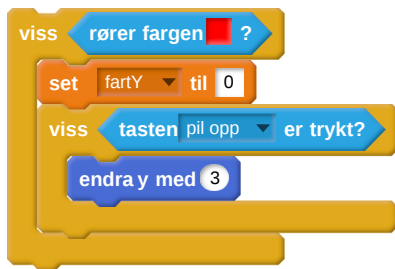 viss rører fargen ?
set fartY til 0
viss tasten pil opp er trykt?
endra y med 3